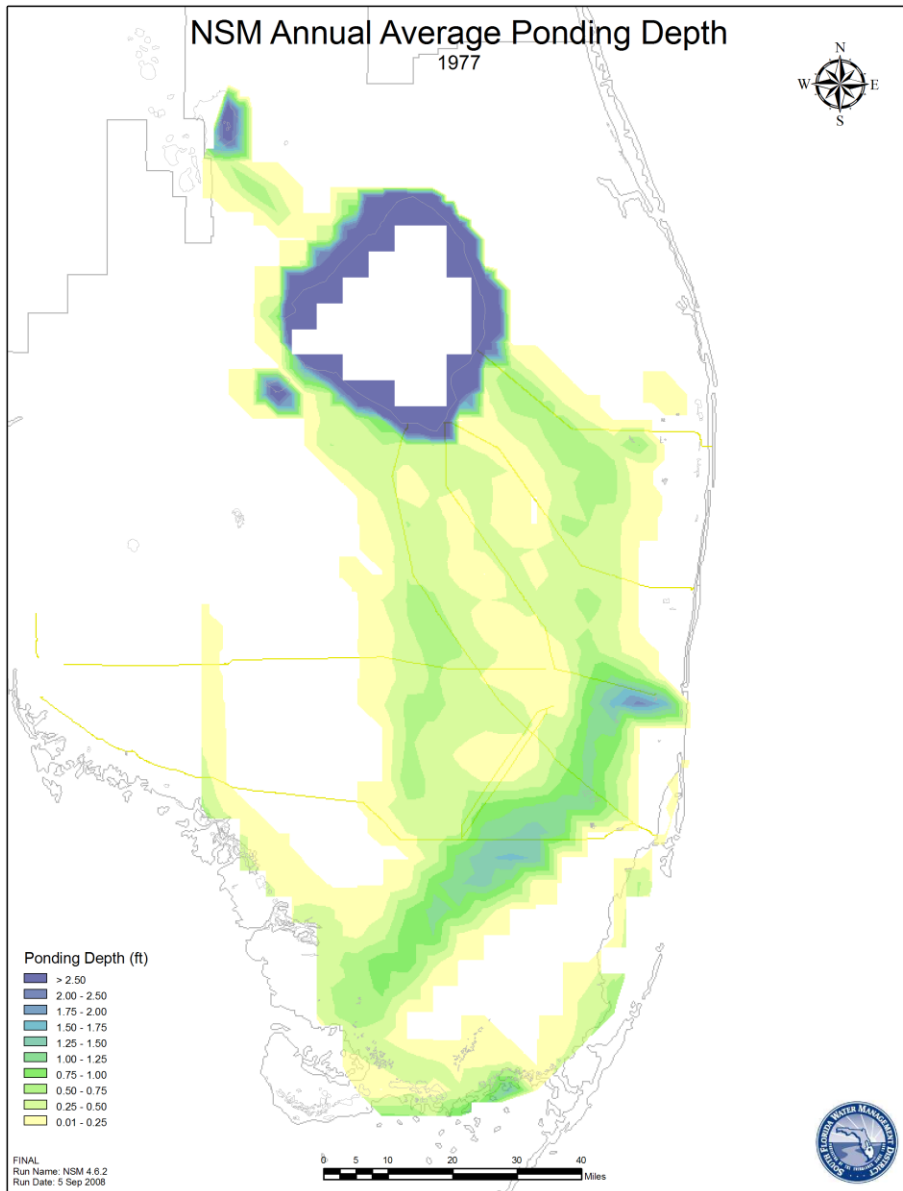 NSM Annual Average Ponding Depth
1977
N
W E
S
Ponding Depth (ft)
> 2.50
2.00 - 2.50
1.75 - 2.00
1.50 - 1.75
1.25 - 1.50
1.00 - 1.25
0.75 - 1.00
0.50 - 0.75
0.25 - 0.50
0.01 - 0.25
FINAL
Run Name: NSM 4.6.2
Run Date: 5 Sep 2008
0 5 10 20 30 40
Miles
SOUTH FLORIDA WATER MANAGEMENT DISTRICT